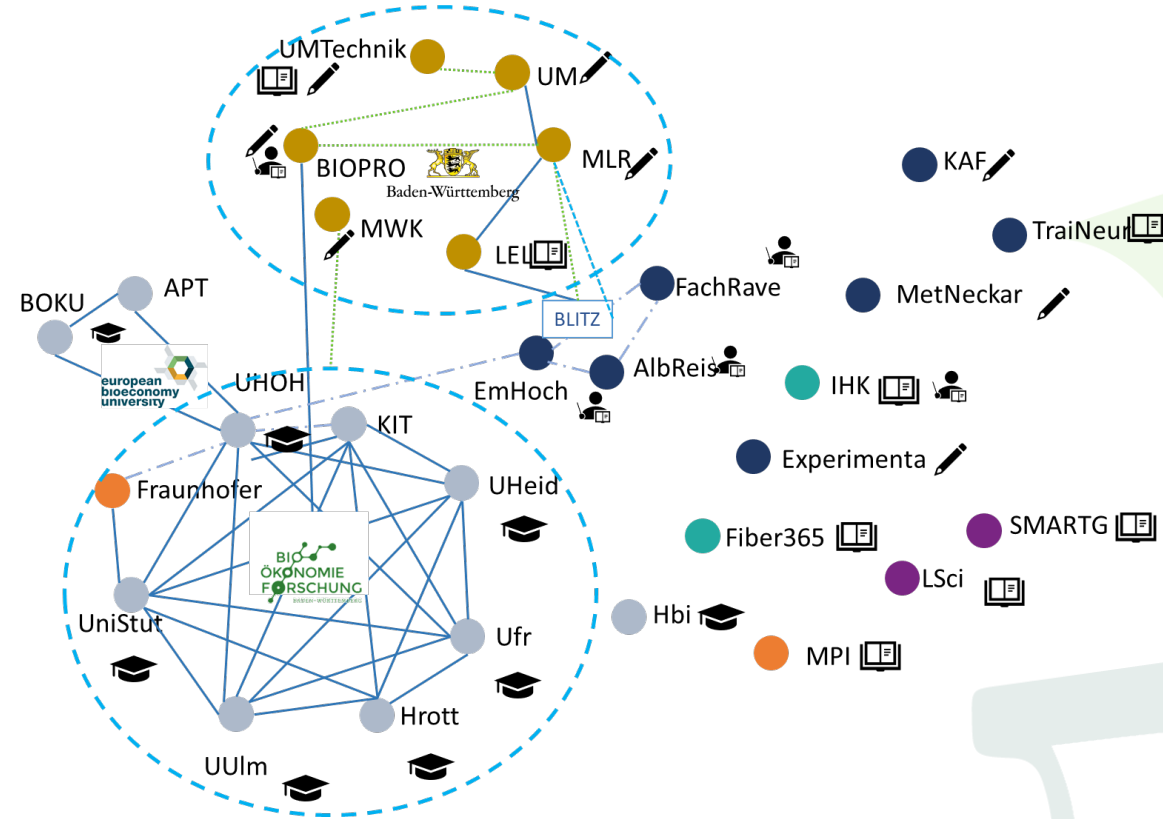 UMTechnik
UM
BIOPRO
MLR
Baden-Württemberg
MWK
LEL
KAF
TraiNeur
MetNeckar
FachRave
BLITZ
AlbReis
EmHoch
IHK
Experimenta
APT
BOKU
european
bioeconomy
university
UHOH
KIT
Fraunhofer
UHeid
BIO
ÖKONOMIE
FORSCHUNG
BADEN-WÜRTTEMBERG
UniStut
Ufr
Hrott
UUlm
Fiber365
SMARTG
LSci
Hbi
MPI